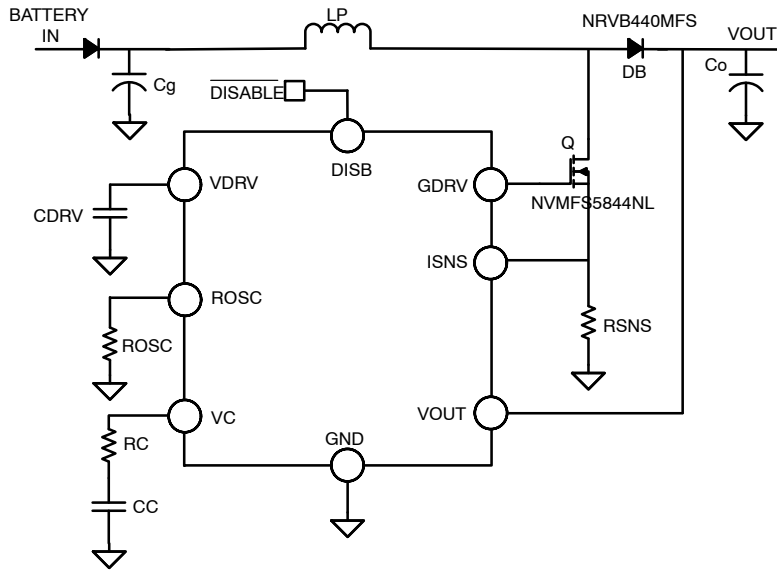 BATTERY
IN
LP
NRVB440MFS
VOUT
DB
Co
Cg
DISABLE
DISB
Q
VDRV
GDRV
NVMFS5844NL
CDRV
ISNS
ROSC
ROSC
RSNS
VC
VOUT
RC
GND
CC